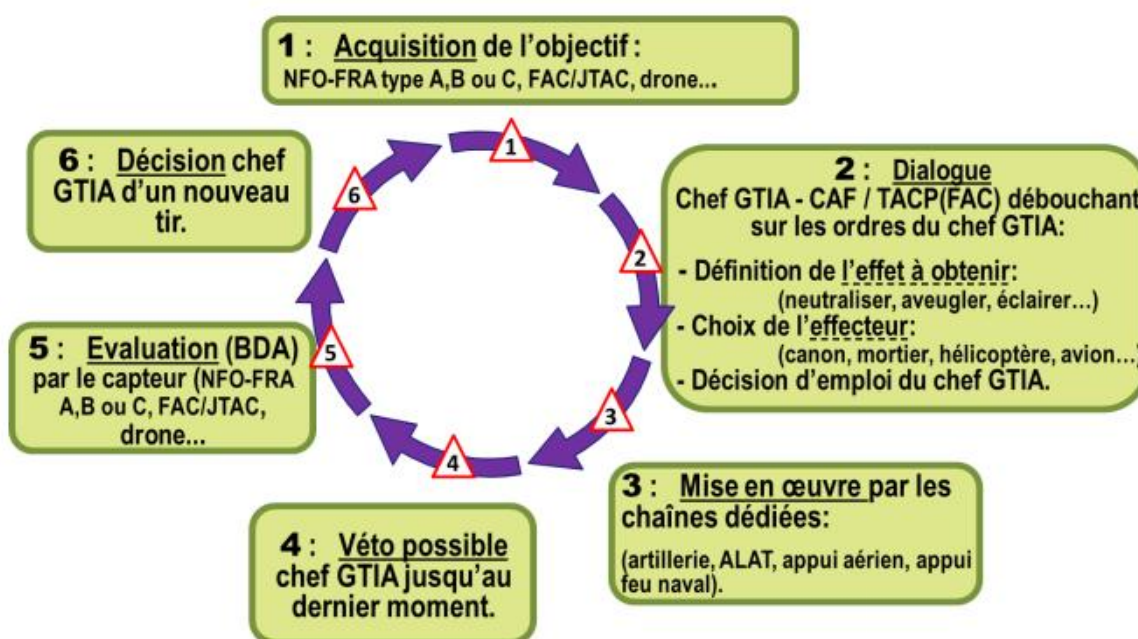 1 : Acquisition de l'objectif :
NFO-FRA type A,B ou C, FAC/JTAC, drone...
2 : Dialogue
Chef GTIA - CAF / TACP(FAC) débouchant
sur les ordres du chef GTIA:
- Définition de l'effet à obtenir:
(neutraliser, aveugler, éclairer...)
- Choix de l'effecteur:
(canon, mortier, hélicoptère, avion...)
- Décision d'emploi du chef GTIA.
3 : Mise en œuvre par les
chaînes dédiées:
(artillerie, ALAT, appui aérien, appui
feu naval).
4 : Véto possible
chef GTIA jusqu'au
dernier moment.
5 : Evaluation (BDA)
par le capteur (NFO-FRA
A,B ou C, FAC/JTAC,
drone...
6 : Décision chef
GTIA d'un nouveau
tir.
1
2
3
4
5
6